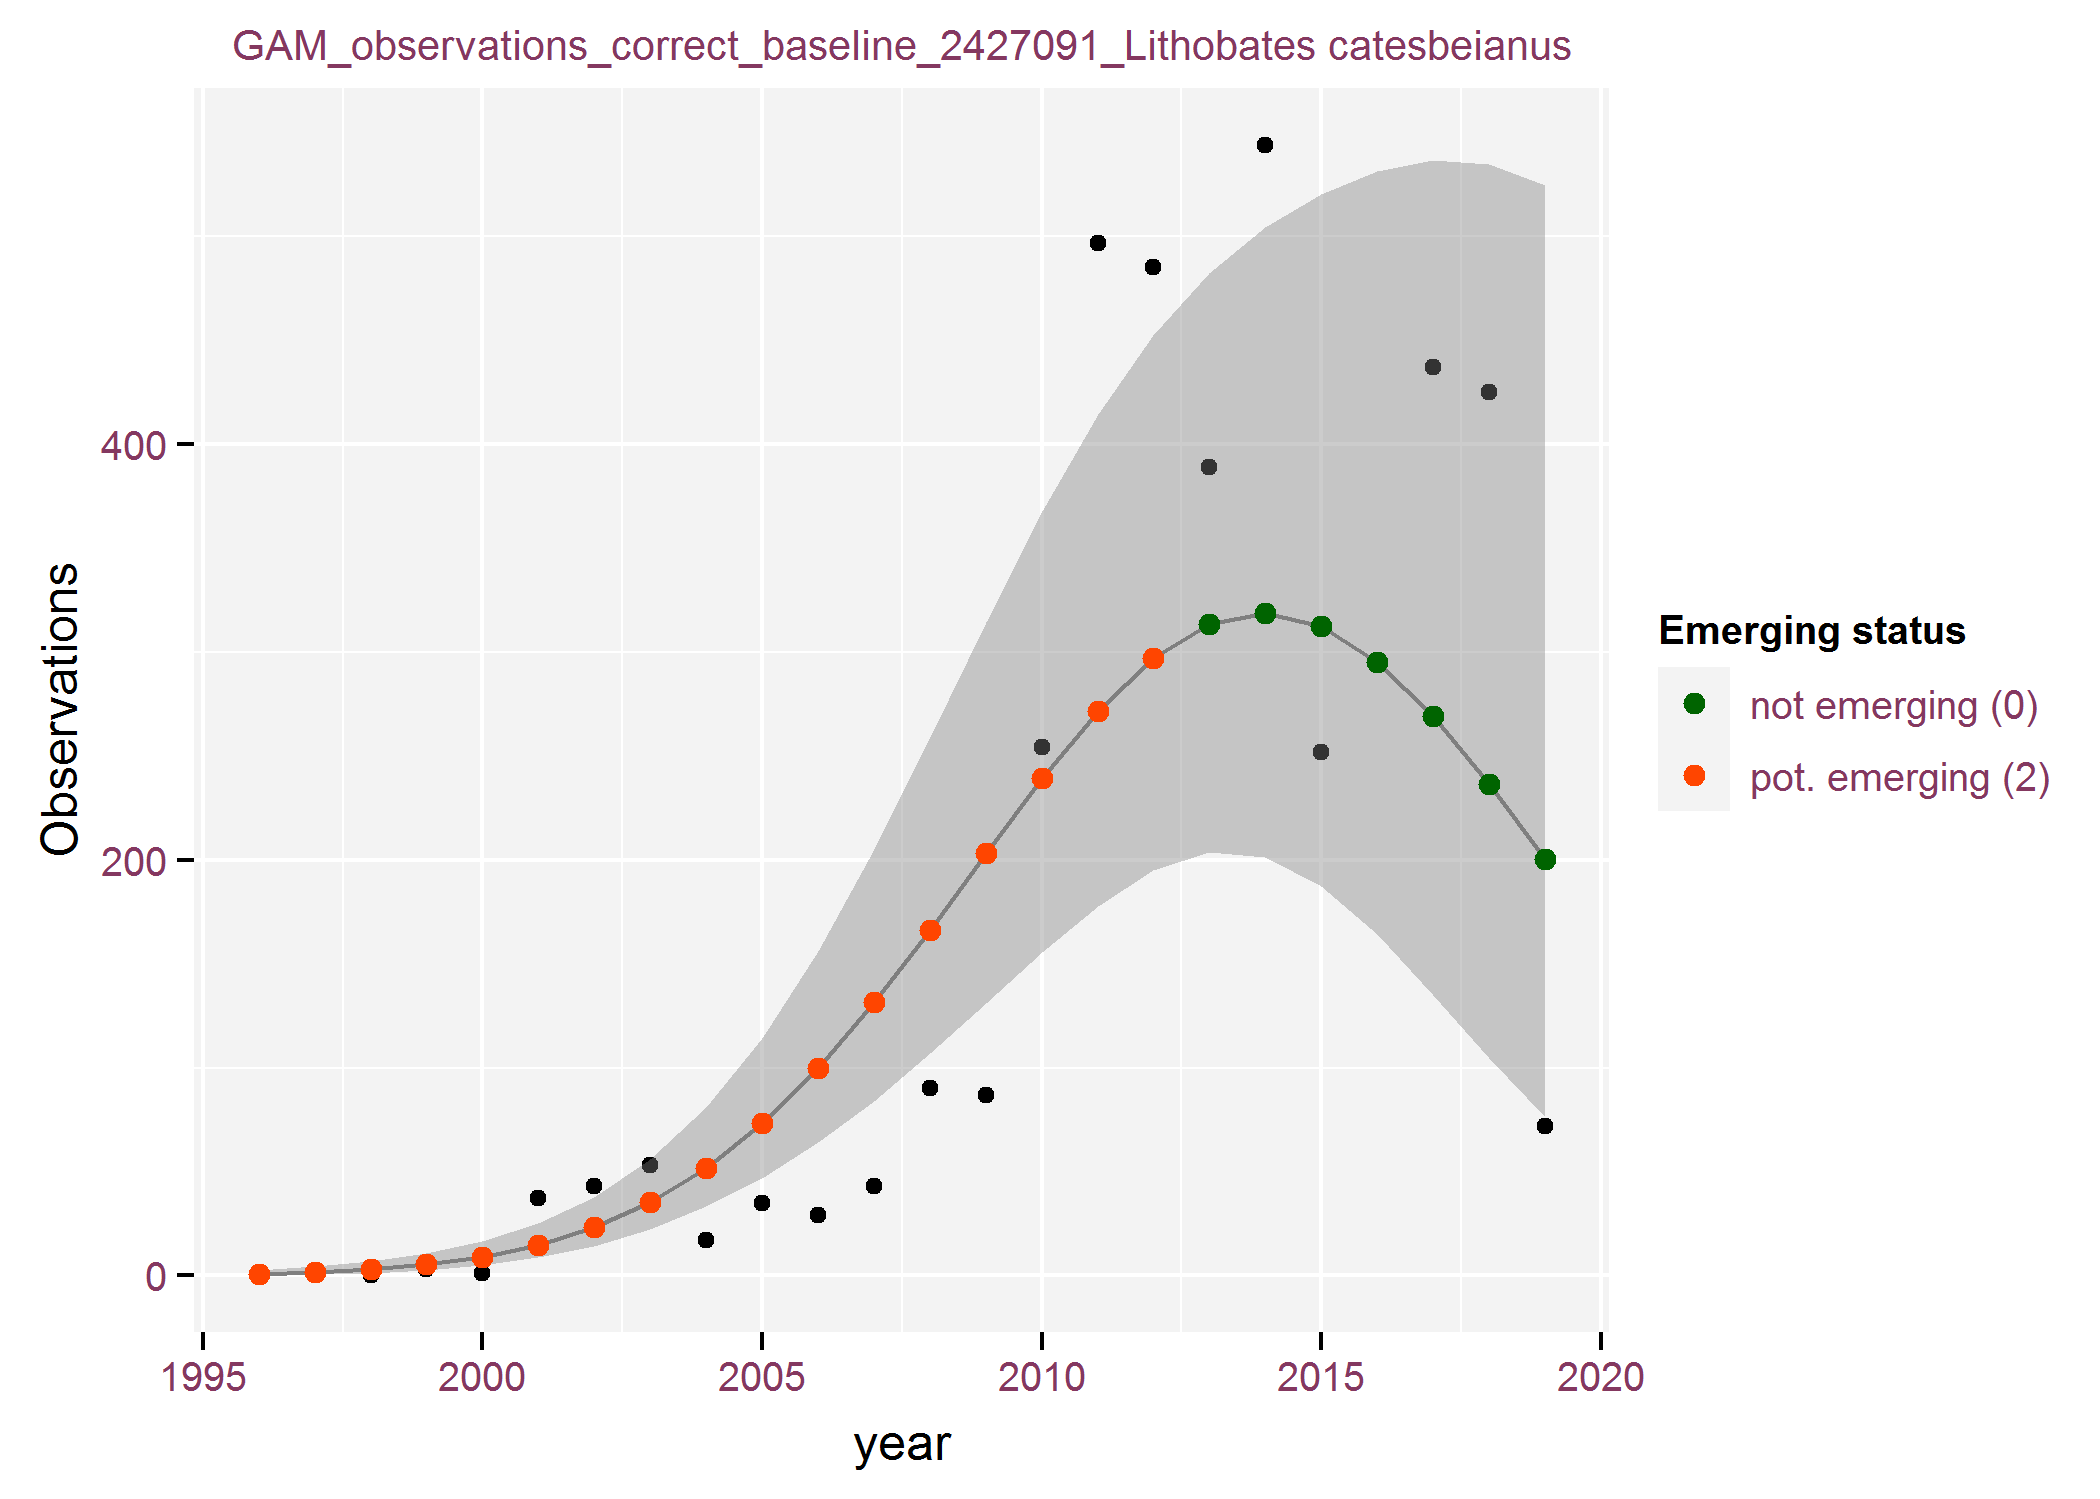 GAM_observations_correct_baseline_2427091_Lithobates catesbeianus
Observations
400
200
0
1995 2000 2005 2010 2015 2020
year
Emerging status
not emerging (0)
pot. emerging (2)